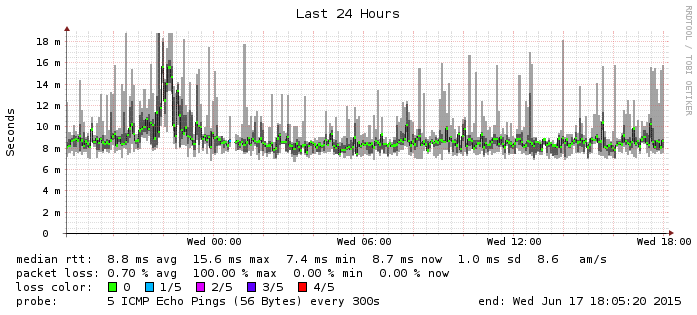 Last 24 Hours
RRDTOOL / TOBI OETIKER
Seconds
18 m
16 m
14 m
12 m
10 m
8 m
6 m
4 m
2 m
0
Wed 00:00 Wed 06:00 Wed 12:00 Wed 18:00
median rtt: 8.8 ms avg 15.6 ms max 7.4 ms min 8.7 ms now 1.0 ms sd 8.6 am/s
packet loss: 0.70 % avg 100.00 % max 0.00 % min 0.00 % now
loss color: 0 1/5 2/5 3/5 4/5
probe: 5 ICMP Echo Pings (56 Bytes) every 300s end: Wed Jun 17 18:05:20 2015